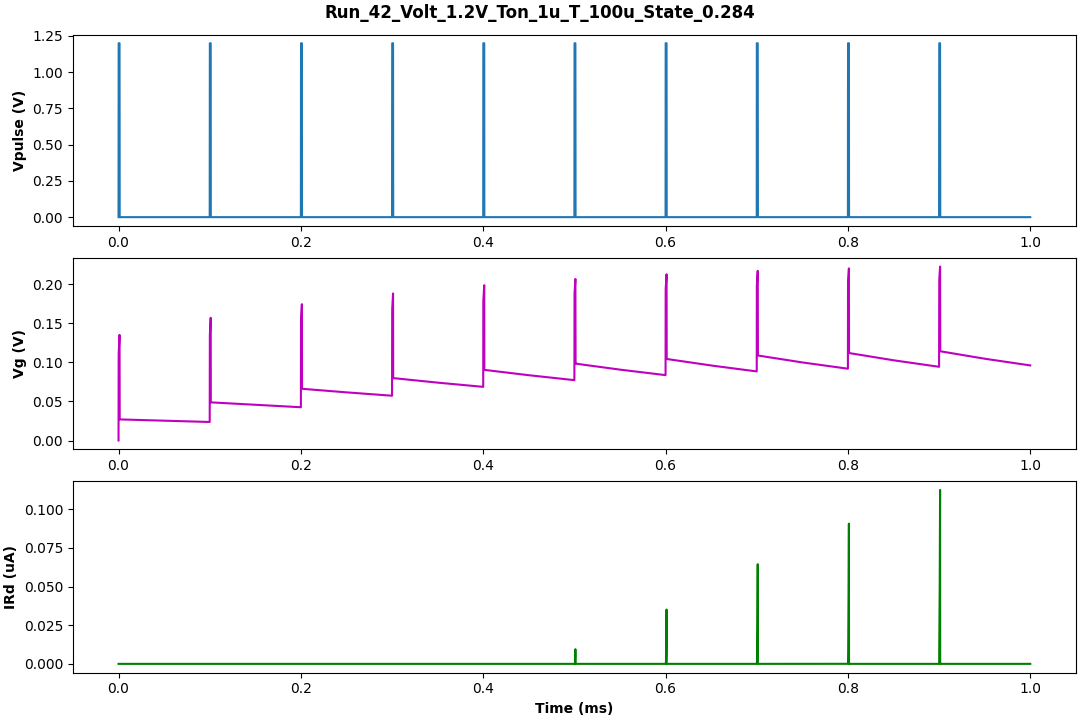 Run_42_Volt_1.2V_Ton_1u_T_100u_State_0.284
Vpulse (V)
1.25
1.00
0.75
0.50
0.25
0.00
0.0 0.2 0.4 0.6 0.8 1.0
Vg (V)
0.20
0.15
0.10
0.05
0.00
0.0 0.2 0.4 0.6 0.8 1.0
IRd (uA)
0.100
0.075
0.050
0.025
0.000
0.0 0.2 0.4 0.6 0.8 1.0
Time (ms)